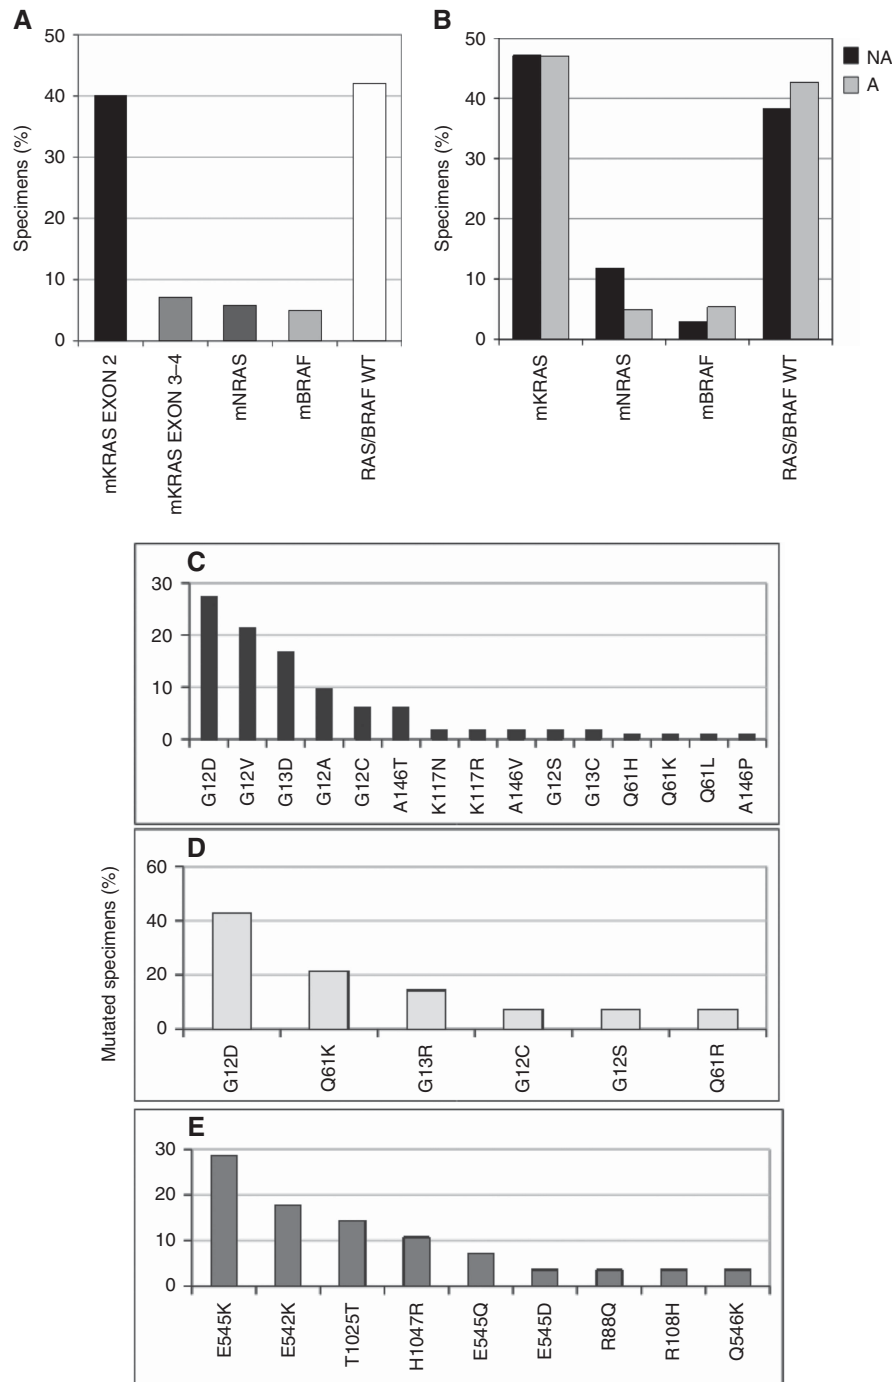 A
50
40
30
20
10
0
Specimens (%)
mKRAS EXON 2
mKRAS EXON 3–4
mNRAS
mBRAF
RAS/BRAF WT
B
50
40
30
20
10
0
Specimens (%)
mKRAS
mNRAS
mBRAF
RAS/BRAF WT
NA
A
C
30
20
10
0
G12D
G12V
G13D
G12A
G12C
A146T
K117N
K117R
A146V
G12S
G13C
Q61H
Q61K
Q61L
A146P
Mutated specimens (%)
D
60
40
20
0
G12D
Q61K
G13R
G12C
G12S
Q61R
E
30
20
10
0
E545K
E542K
T1025T
H1047R
E545Q
E545D
R88Q
R108H
Q546K